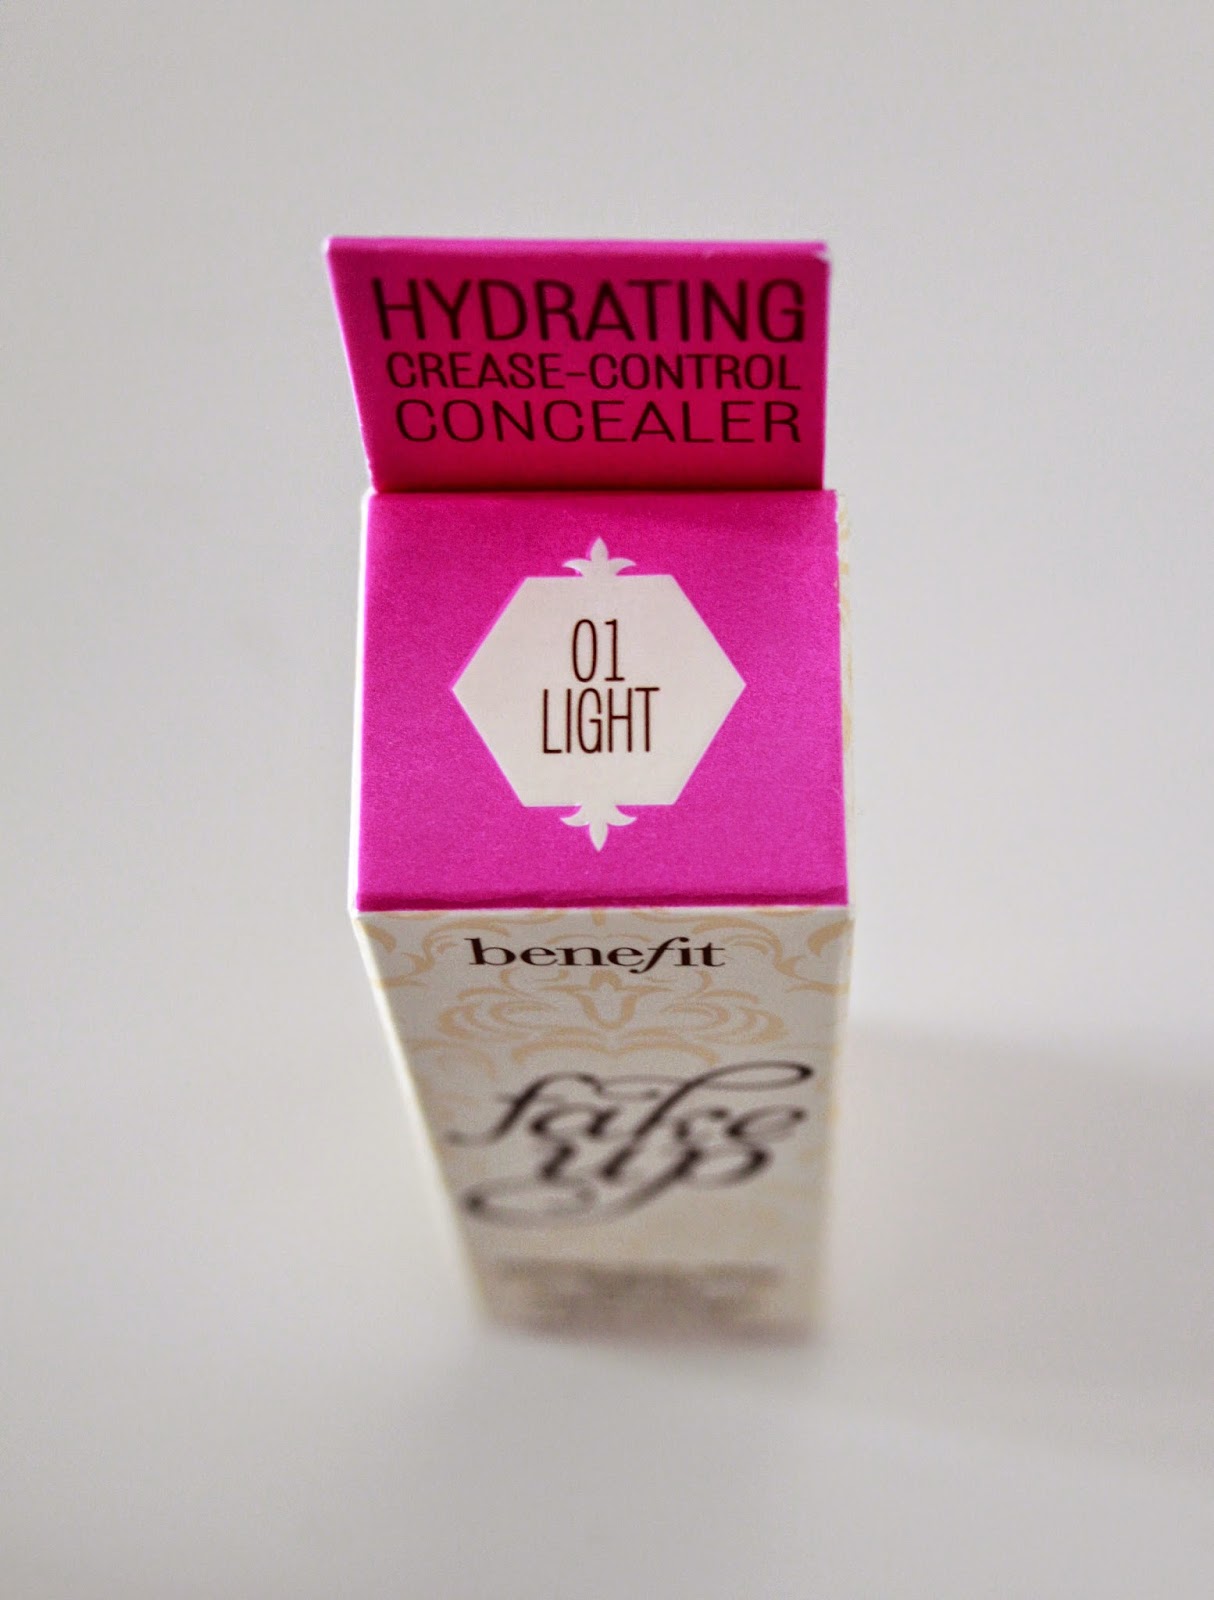 HYDRATING
CREASE-CONTROL
CONCEALER
01
LIGHT
benefit
fake
up